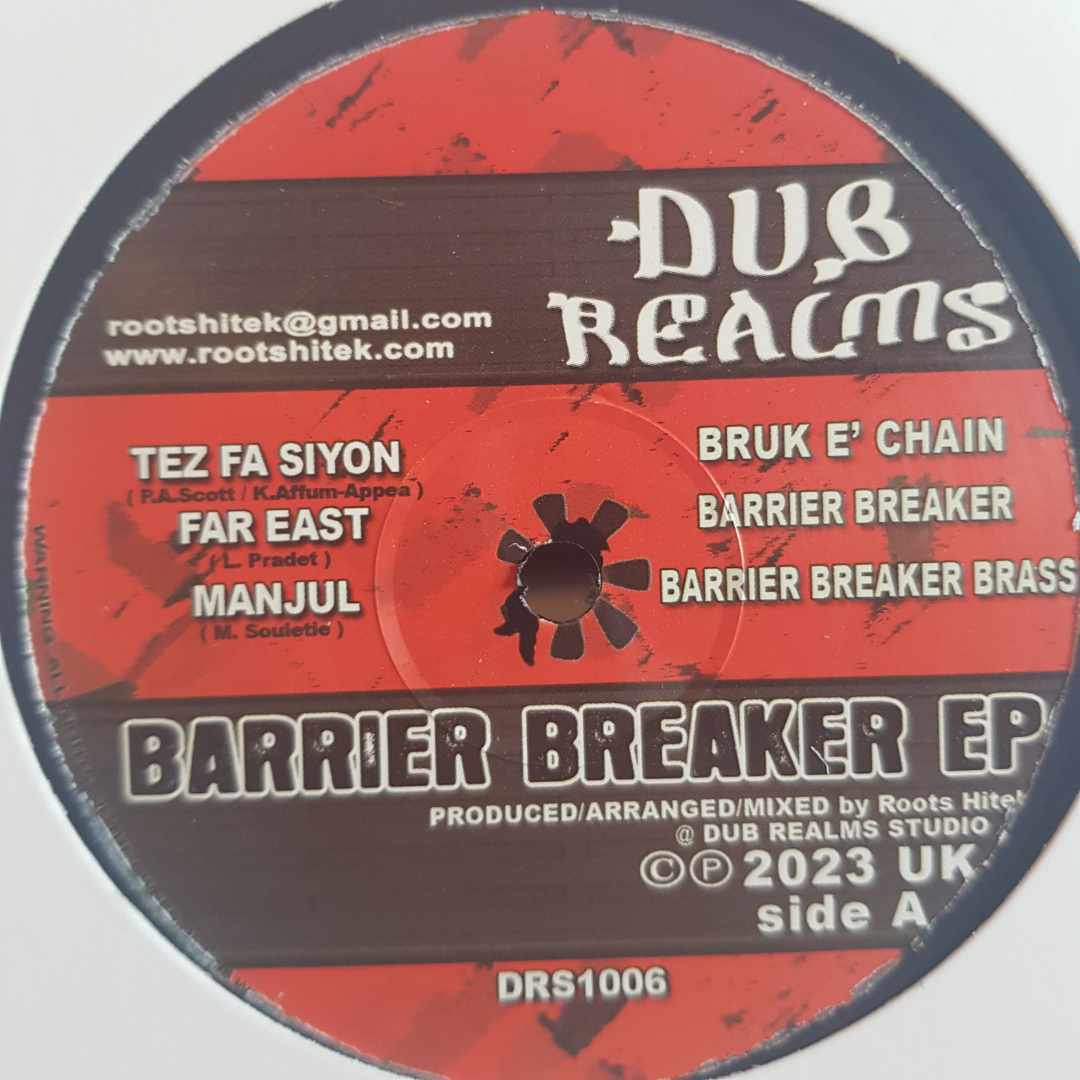 DUB
REALMS
rootshitek@gmail.com
www.rootshitek.com
TEZ FA SIYON
( P.A.Scott / K.Affum-Appea )
FAR EAST
( L. Pradet )
MANJUL
( M. Souletie )
BRUK E' CHAIN
BARRIER BREAKER
BARRIER BREAKER BRASS
BARRIER BREAKER EP
PRODUCED/ARRANGED/MIXED by Roots Hitek
@ DUB REALMS STUDIO
©℗ 2023 UK
side A
DRS1006
WARNING